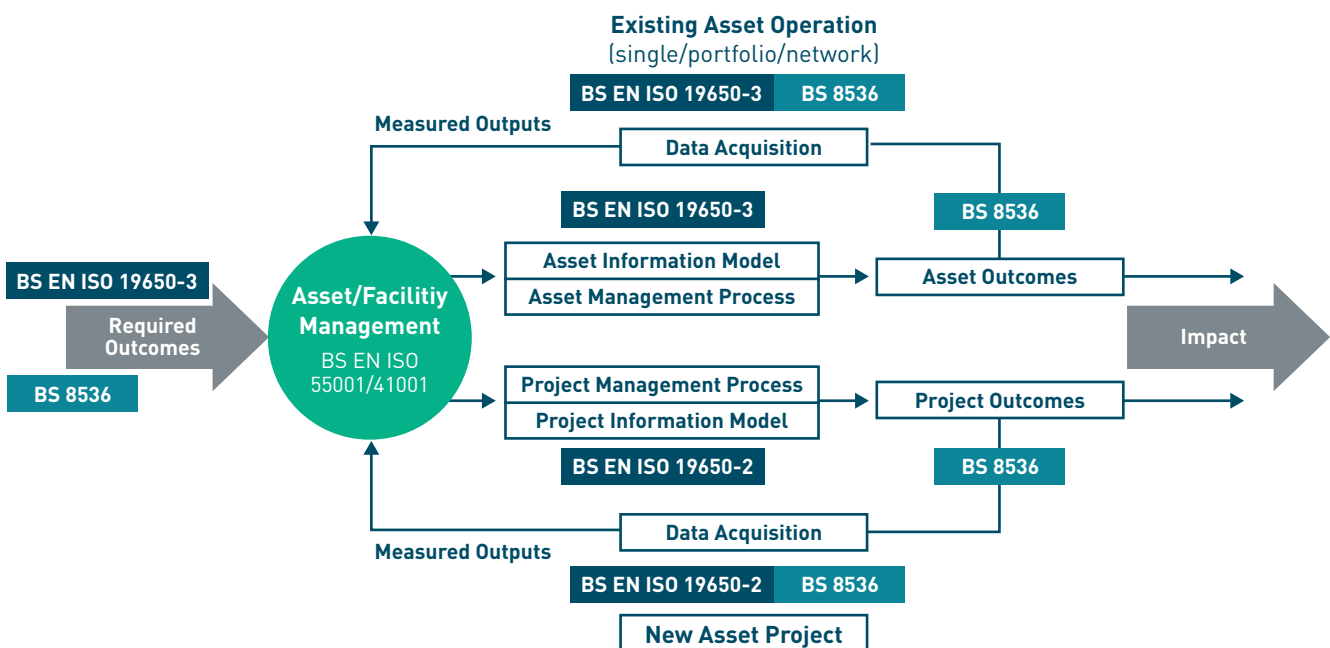 Existing Asset Operation
(single/portfolio/network)
BS EN ISO 19650-3 BS 8536
Measured Outputs
Data Acquisition
BS EN ISO 19650-3
BS 8536
BS EN ISO 19650-3
Required
Outcomes
BS 8536
Asset/Facilitiy
Management
BS EN ISO
55001/41001
Asset Information Model
Asset Management Process
Asset Outcomes
Impact
Project Management Process
Project Information Model
Project Outcomes
BS EN ISO 19650-2
BS 8536
Data Acquisition
Measured Outputs
BS EN ISO 19650-2 BS 8536
New Asset Project